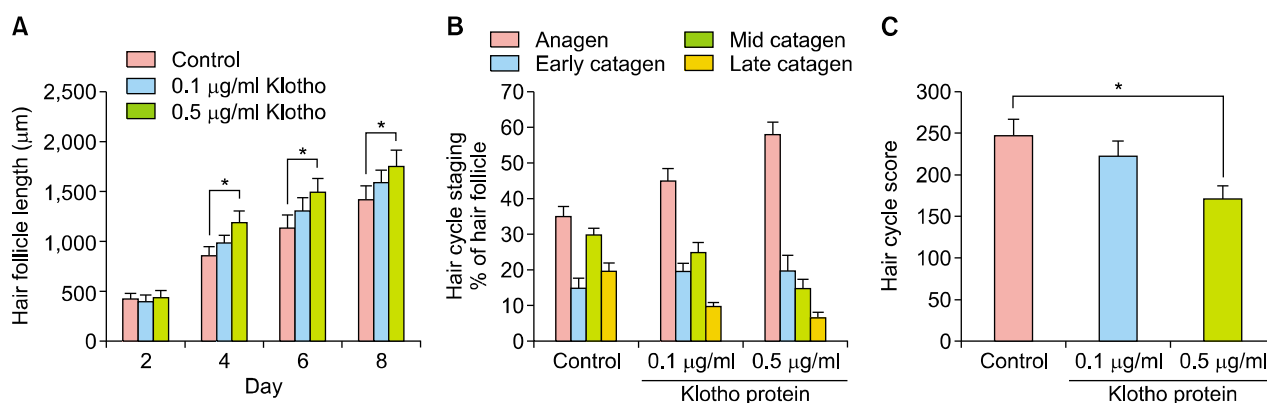 A
Control
0.1 μg/ml Klotho
0.5 μg/ml Klotho
Hair follicle length (μm)
2,500
2,000
1,500
1,000
500
0
*
*
*
2 4 6 8
Day
B
Anagen
Early catagen
Mid catagen
Late catagen
Hair cycle staging
% of hair follicle
70
60
50
40
30
20
10
0
Control 0.1 μg/ml 0.5 μg/ml
Klotho protein
C
Hair cycle score
300
250
200
150
100
50
0
*
Control 0.1 μg/ml 0.5 μg/ml
Klotho protein